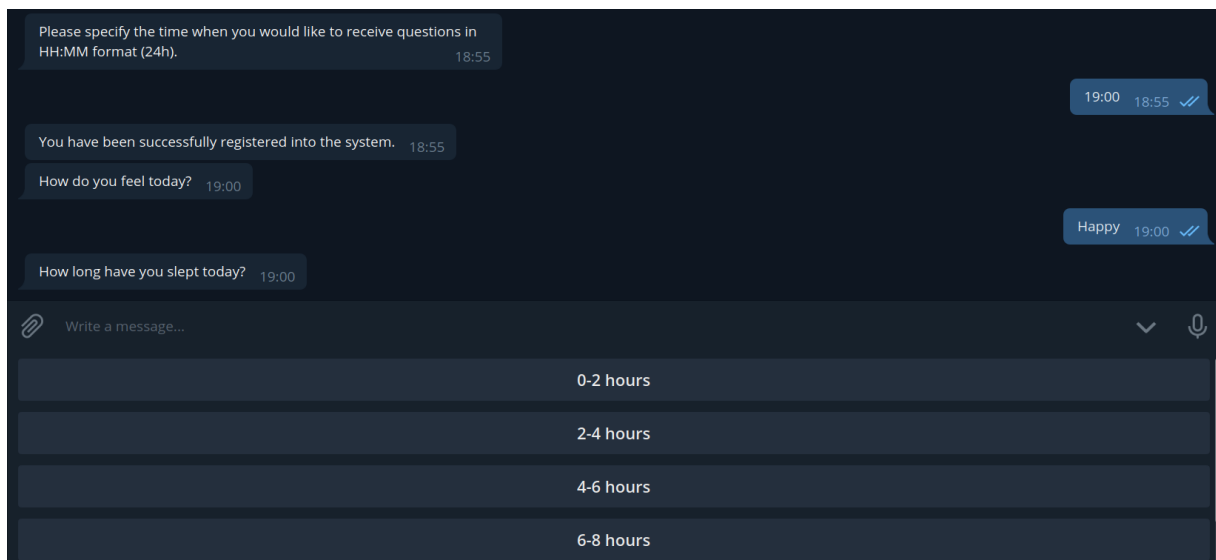 Please specify the time when you would like to receive questions in
HH:MM format (24h).
18:55
19:00 18:55
You have been successfully registered into the system. 18:55
How do you feel today? 19:00
Happy 19:00
How long have you slept today? 19:00
Write a message...
0-2 hours
2-4 hours
4-6 hours
6-8 hours